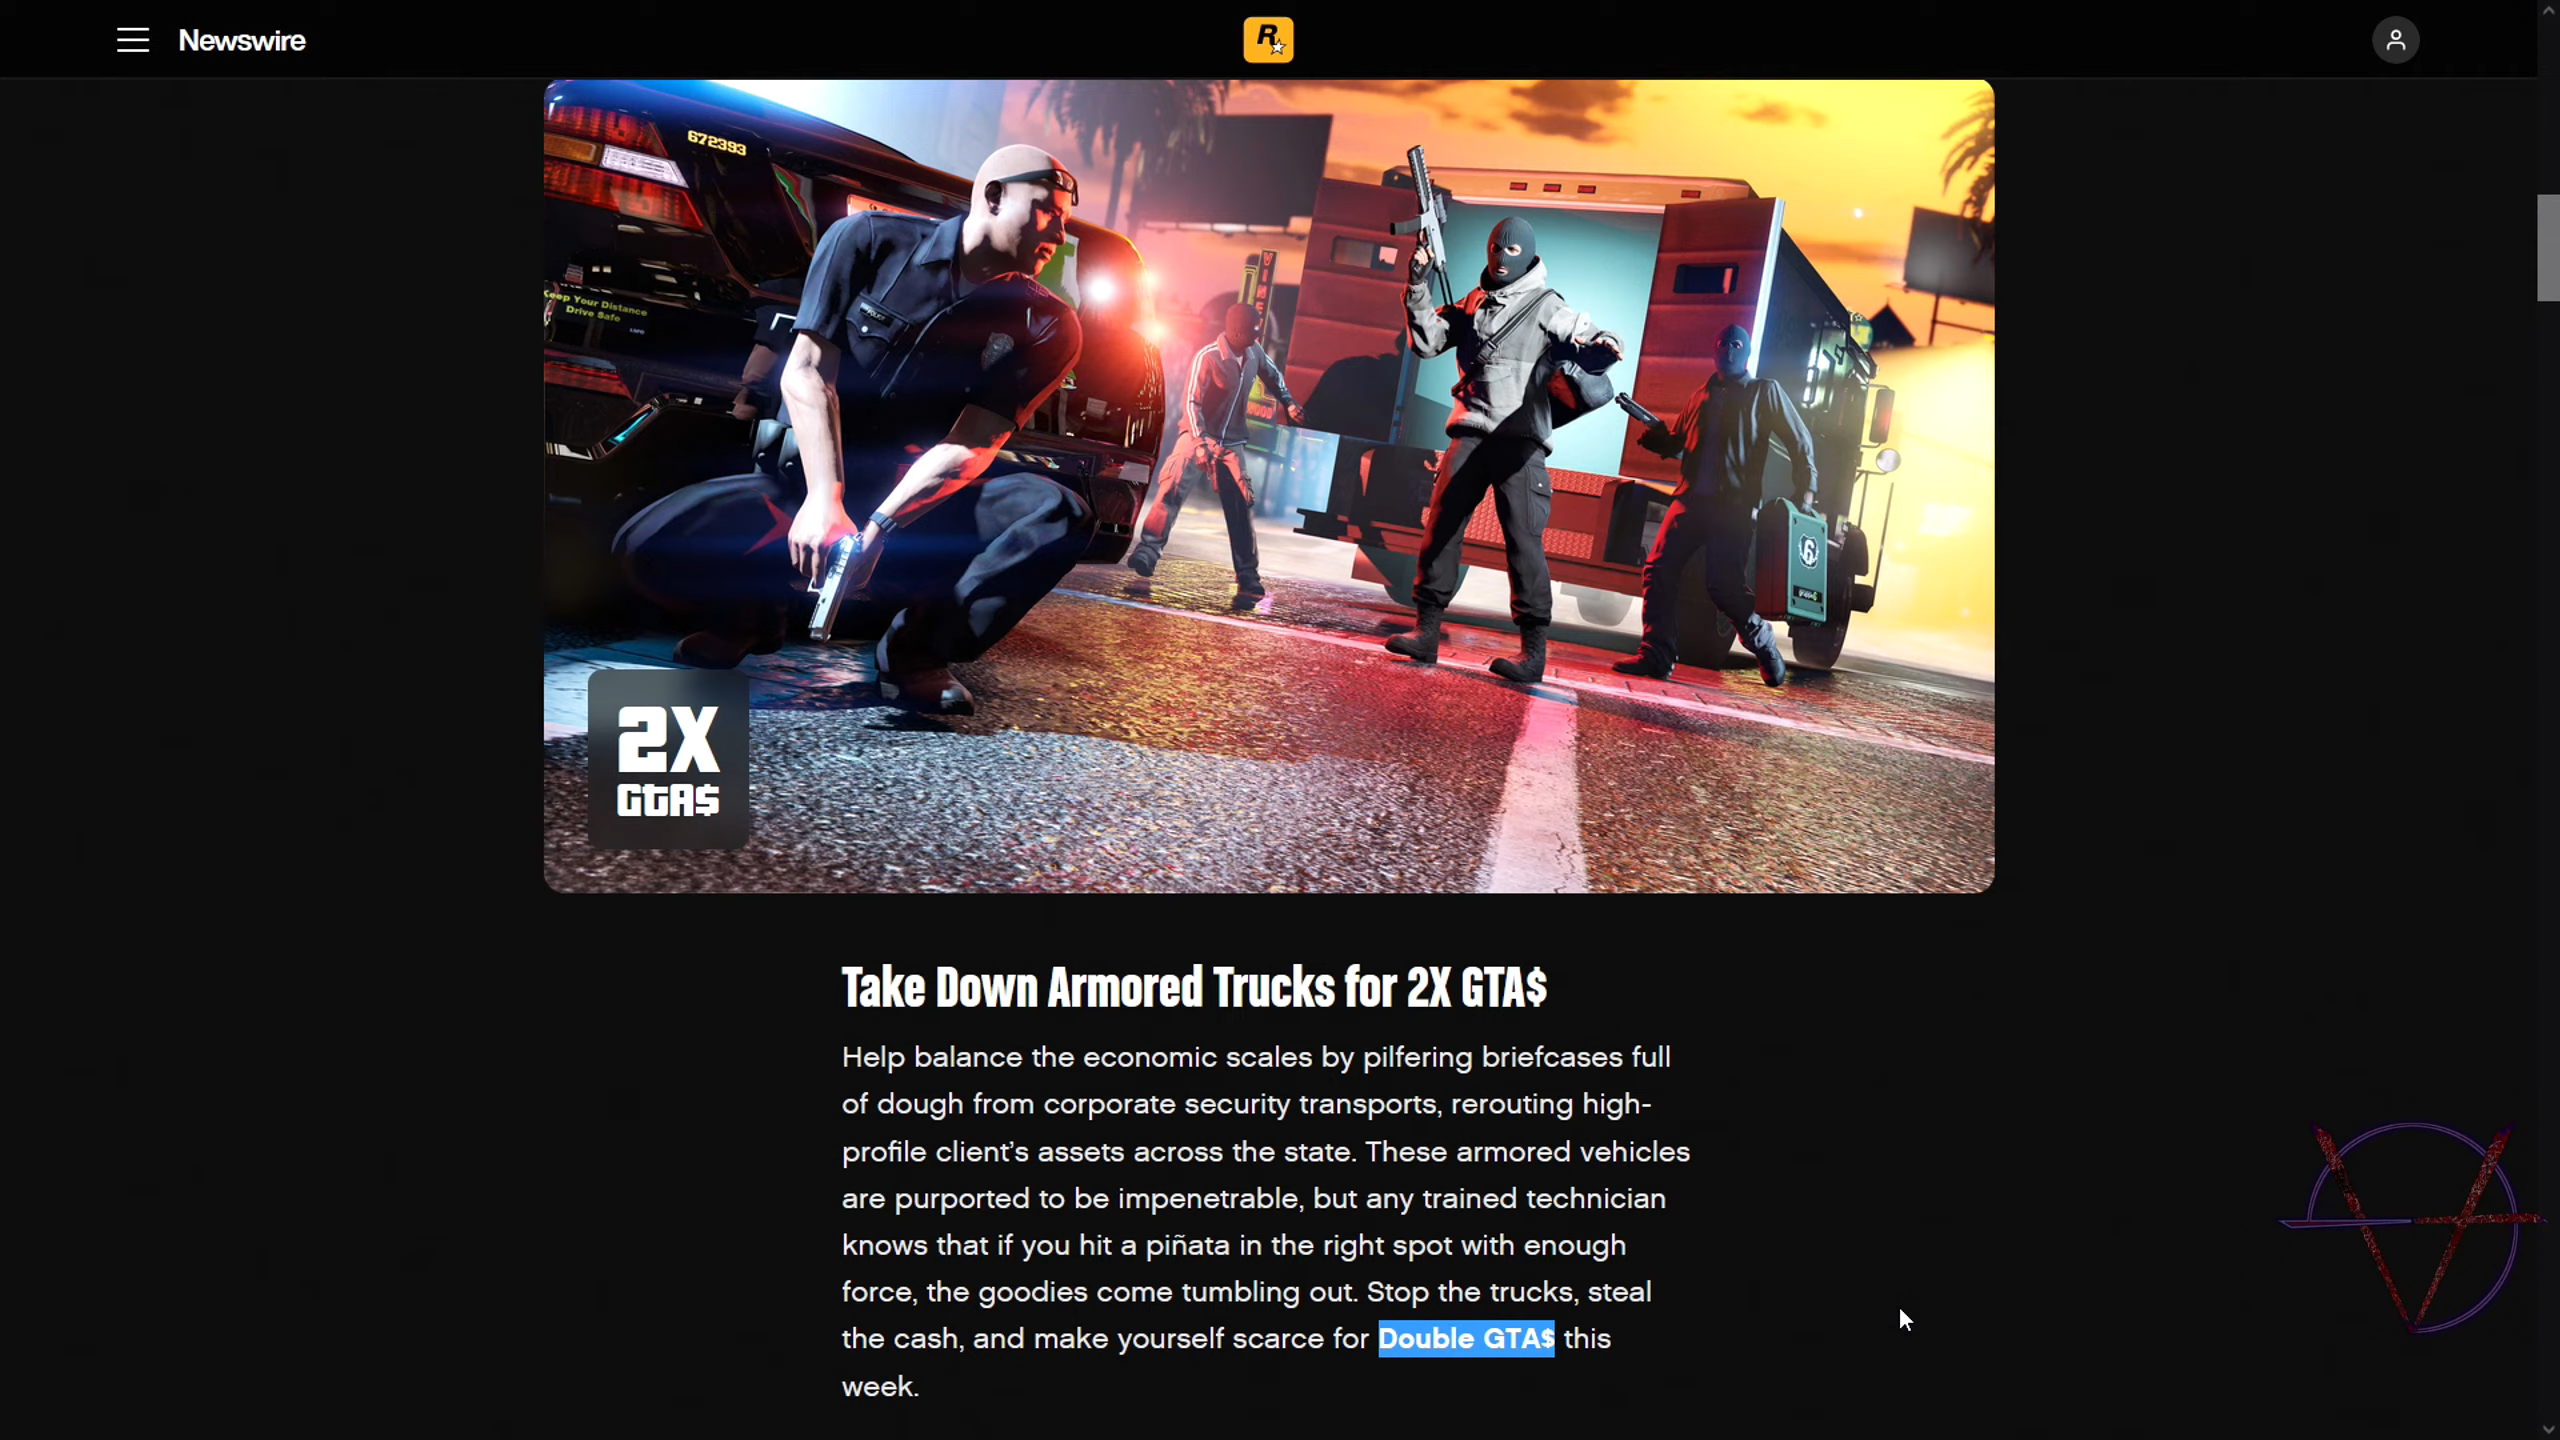 Newswire
R
672393
Keep Your Distance
Drive Safe
POLICE
VINE
WOOD
6
2X
GTA$
Take Down Armored Trucks for 2X GTA$
Help balance the economic scales by pilfering briefcases full
of dough from corporate security transports, rerouting high-
profile client’s assets across the state. These armored vehicles
are purported to be impenetrable, but any trained technician
knows that if you hit a piñata in the right spot with enough
force, the goodies come tumbling out. Stop the trucks, steal
the cash, and make yourself scarce for Double GTA$ this
week.